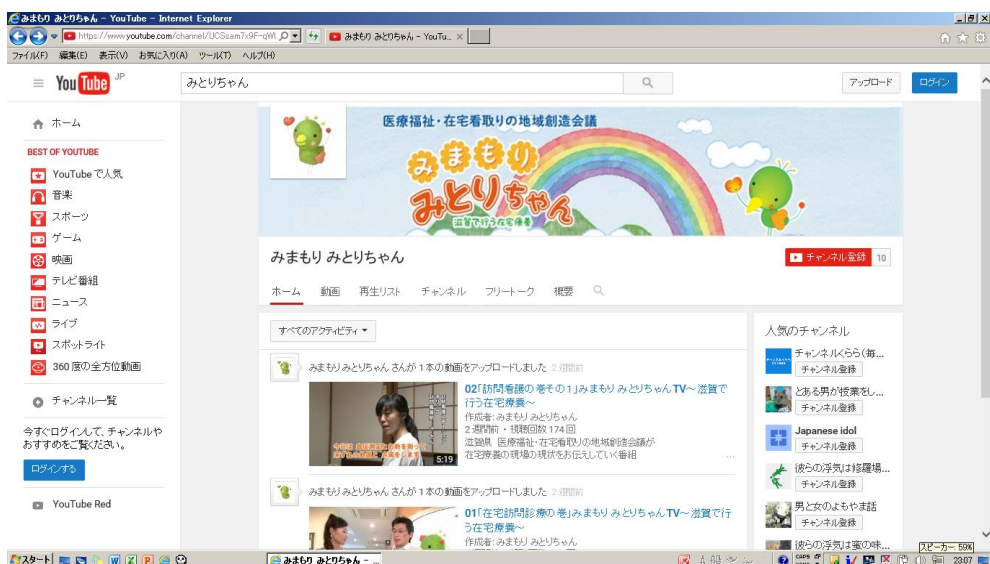 みまもり みとりちゃん - YouTube - Internet Explorer
https://www.youtube.com/channel/UCSsam7x9F-qWI
みまもり みとりちゃん - YouTu...
ファイル(F) 編集(E) 表示(V) お気に入り(A) ツール(T) ヘルプ(H)
YouTube JP
みとりちゃん
アップロード
ログイン
ホーム
BEST OF YOUTUBE
YouTube で人気
音楽
スポーツ
ゲーム
映画
テレビ番組
ニュース
ライブ
スポットライト
360 度の全方位動画
チャンネル一覧
今すぐログインして、チャンネルや
おすすめをご覧ください。
ログインする
YouTube Red
医療福祉・在宅看取りの地域創造会議
みまもり
みとりちゃん
滋賀で行う在宅療養
みまもり みとりちゃん
チャンネル登録 10
ホーム 動画 再生リスト チャンネル フリートーク 概要
すべてのアクティビティ
みまもりみとりちゃん さんが 1 本の動画をアップロードしました 2 週間前
02「訪問看護の巻その1」みまもりみとりちゃんTV～滋賀で
行う在宅療養～
作成者: みまもり みとりちゃん
2 週間前・視聴回数 174 回
滋賀県 医療福祉・在宅看取りの地域創造会議が
在宅療養の現場の現状をお伝えしていく番組
...
5:19
みまもりみとりちゃん さんが 1 本の動画をアップロードしました 2 週間前
01「在宅訪問診療の巻」みまもりみとりちゃんTV～滋賀で行
う在宅療養～
人気のチャンネル
チャンネルくらら(毎...
チャンネル登録
とある男が授業をし...
チャンネル登録
Japanese idol
チャンネル登録
彼らの浮気は修羅場...
チャンネル登録
男と女のよもやま話
チャンネル登録
彼らの浮気は蜜の味...
スピーカー: 59%
スタート
みまもり みとりちゃん - ...
A 般
CAPS
23:07